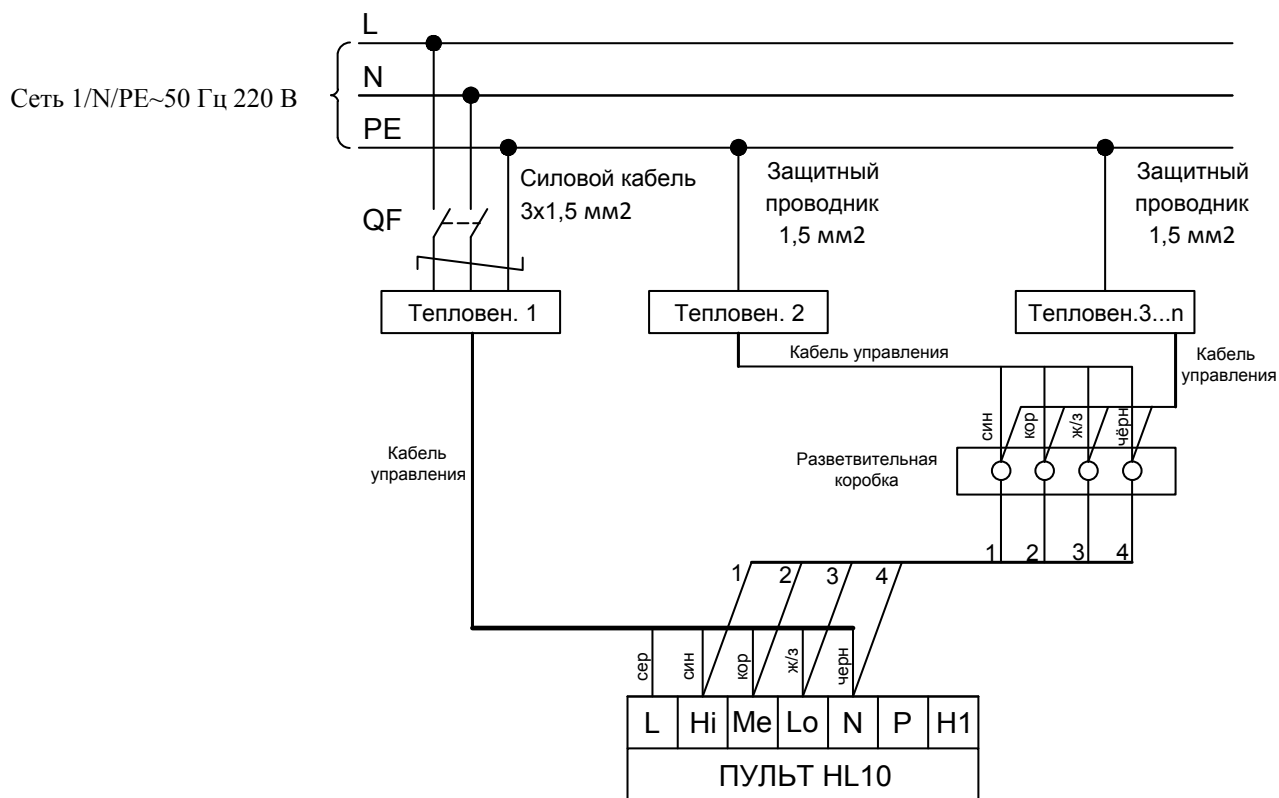 L
Сеть 1/N/PE~50 Гц 220 В
N
PE
QF
Силовой кабель
3х1,5 мм2
Защитный
проводник
1,5 мм2
Защитный
проводник
1,5 мм2
Тепловен. 1
Тепловен. 2
Тепловен.3...n
Кабель управления
Кабель
управления
син
кор
ж/з
чёрн
Кабель
управления
Разветвительная
коробка
1 2 3 4
1 2 3 4
сер
син
кор
ж/з
черн
L Hi Me Lo N P H1
ПУЛЬТ HL10